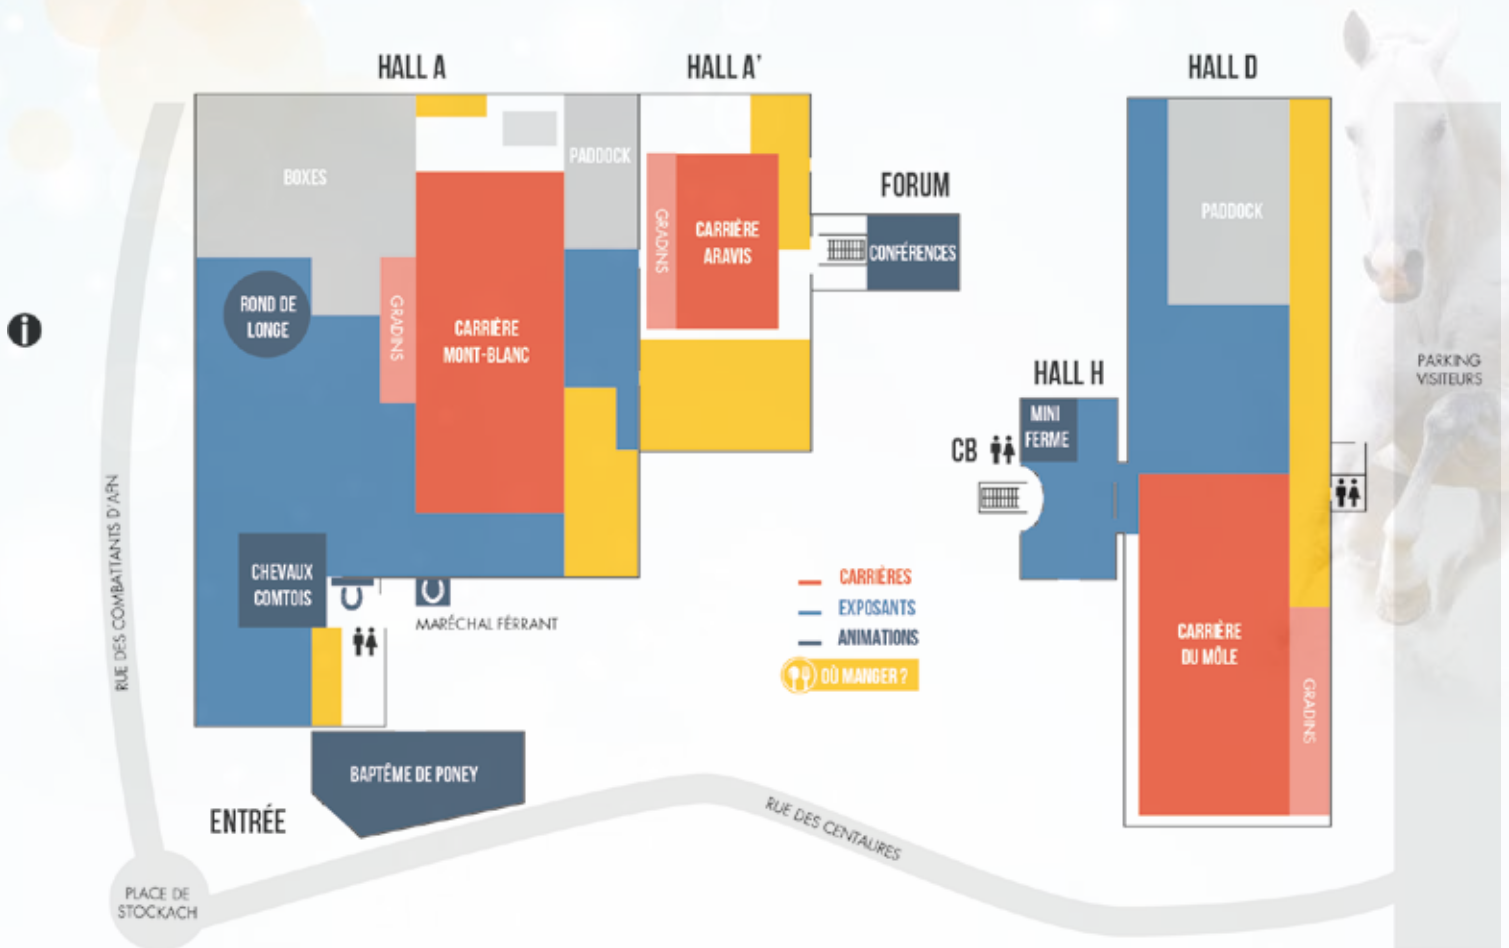 HALL A
HALL A'
HALL D
BOXES
PADDOCK
FORUM
PADDOCK
GRADINS
CARRIÈRE
ARAVIS
CONFÉRENCES
ROND DE
LONGE
GRADINS
CARRIÈRE
MONT-BLANC
PARKING
VISITEURS
HALL H
MINI
FERME
CB
RUE DES COMBATTANTS D'AFN
CHEVAUX
COMTOIS
MARÉCHAL FÉRRANT
CARRIÈRES
EXPOSANTS
ANIMATIONS
OÙ MANGER ?
CARRIÈRE
DU MÔLE
GRADINS
BAPTÊME DE PONEY
ENTRÉE
RUE DES CENTAURES
PLACE DE
STOCKACH